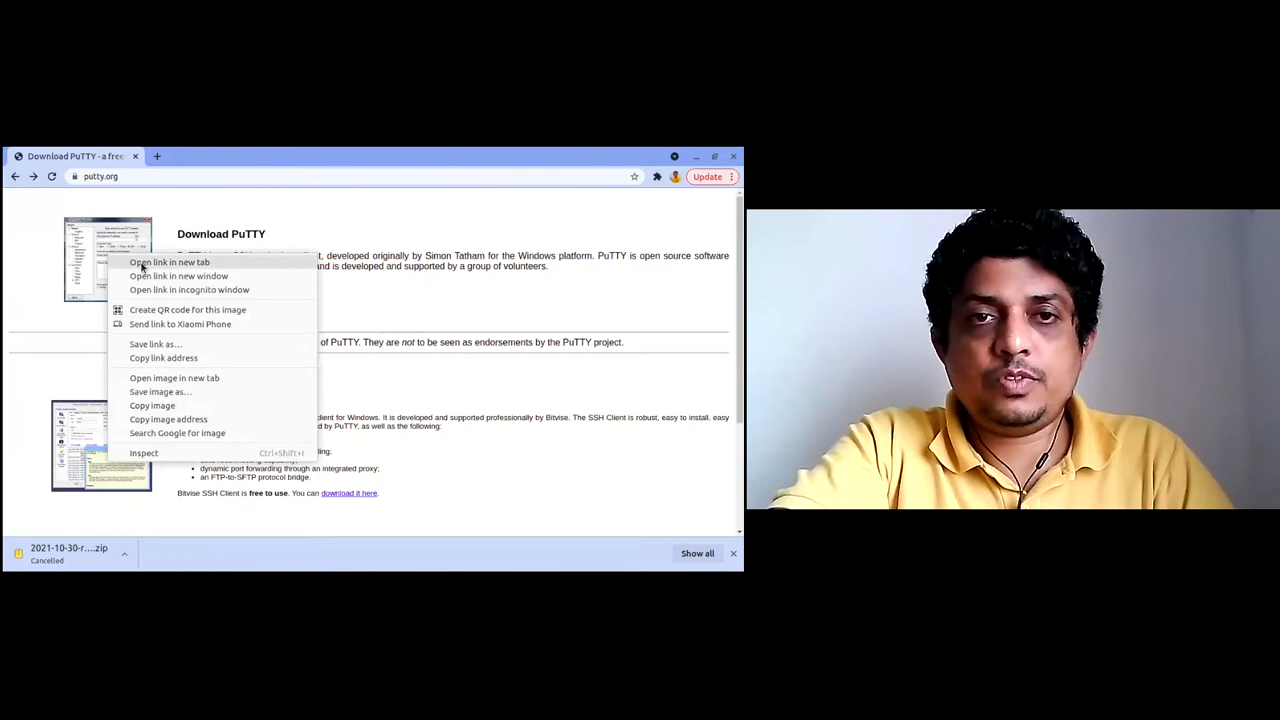 Download PuTTY - a free
putty.org
Update
Download PuTTY
, developed originally by Simon Tatham for the Windows platform. PuTTY is open source software
and is developed and supported by a group of volunteers.
Open link in new tab
Open link in new window
Open link in incognito window
Create QR code for this image
Send link to Xiaomi Phone
Save link as…
Copy link address
Open image in new tab
Save image as…
Copy image
Copy image address
Search Google for image
Inspect Ctrl+Shift+I
of PuTTY. They are not to be seen as endorsements by the PuTTY project.
client for Windows. It is developed and supported professionally by Bitvise. The SSH Client is robust, easy to install, easy
by PuTTY, as well as the following:
dynamic port forwarding through an integrated proxy;
an FTP-to-SFTP protocol bridge.
Bitvise SSH Client is free to use. You can download it here.
2021-10-30-r....zip
Cancelled
Show all